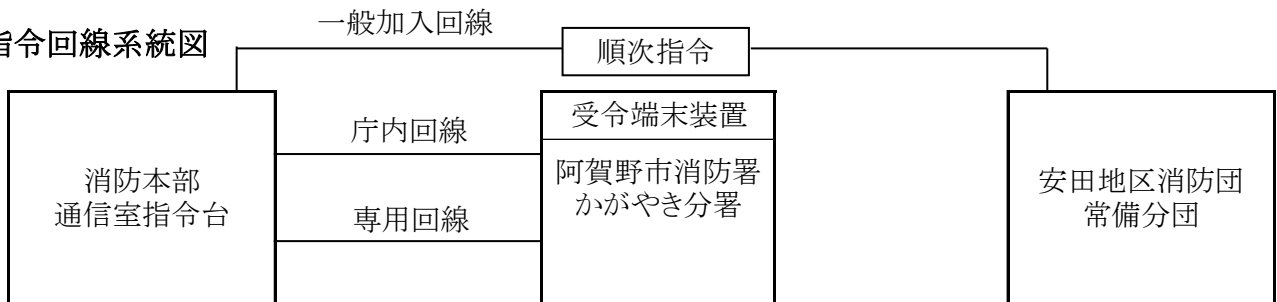 一般加入回線
指令回線系統図
順次指令
受令端末装置
庁内回線
消防本部
通信室指令台
阿賀野市消防署
かがやき分署
専用回線
安田地区消防団
常備分団